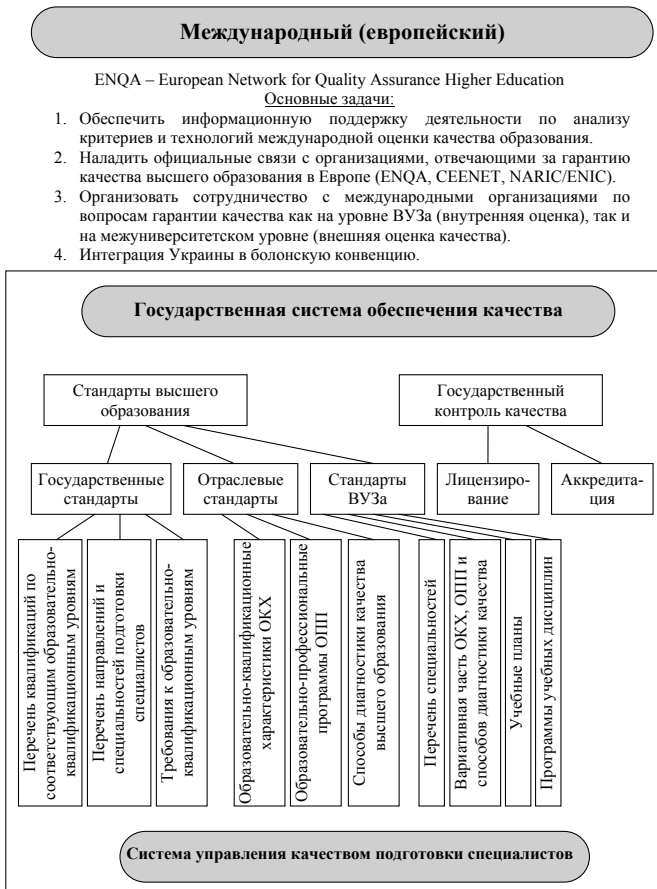 Международный (европейский)
ENQA – European Network for Quality Assurance Higher Education
Основные задачи:
1. Обеспечить информационную поддержку деятельности по анализу
критериев и технологий международной оценки качества образования.
2. Наладить официальные связи с организациями, отвечающими за гарантию
качества высшего образования в Европе (ENQA, CEENET, NARIC/ENIC).
3. Организовать сотрудничество с международными организациями по
вопросам гарантии качества как на уровне ВУЗа (внутренняя оценка), так и
на межуниверситетском уровне (внешняя оценка качества).
4. Интеграция Украины в болонскую конвенцию.
Государственная система обеспечения качества
Стандарты высшего
образования
Государственный
контроль качества
Государственные
стандарты
Отраслевые
стандарты
Стандарты
ВУЗа
Лицензиро-
вание
Аккредита-
ция
Перечень квалификаций по
соответствующим образовательно-
квалификационным уровням
Перечень направлений и
специальностей подготовки
специалистов
Требования к образовательно-
квалификационным уровням
Образовательно-квалификационные
характеристики ОКХ
Образовательно-профессиональные
программы ОПП
Способы диагностики качества
высшего образования
Перечень специальностей
Вариативная часть ОКХ, ОПП и
способов диагностики качества
Учебные планы
Программы учебных дисциплин
Система управления качеством подготовки специалистов